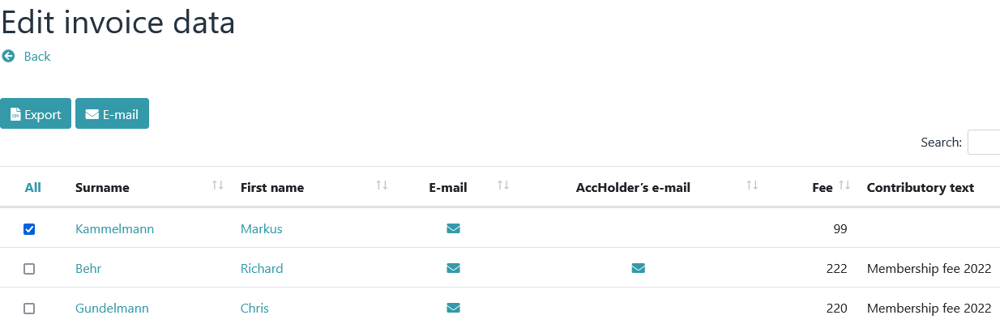 Edit invoice data
Back
CSV Export E-mail
Search:
All Surname First name E-mail AccHolder´s e-mail Fee Contributory text
Kammelmann Markus 99
Behr Richard 222 Membership fee 2022
Gundelmann Chris 220 Membership fee 2022